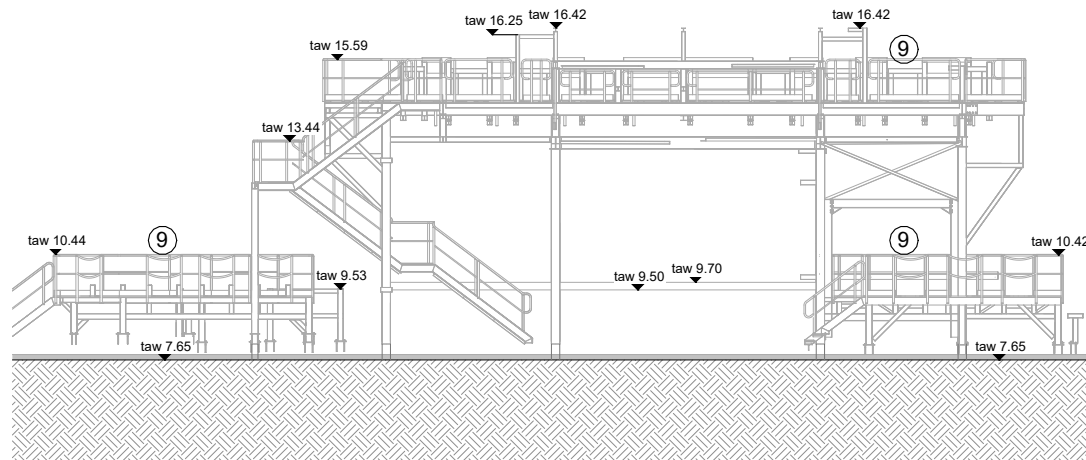 taw 16.25
taw 16.42
taw 16.42
taw 15.59
9
taw 13.44
taw 10.44
9
9
taw 10.42
taw 9.53
taw 9.50
taw 9.70
taw 7.65
taw 7.65